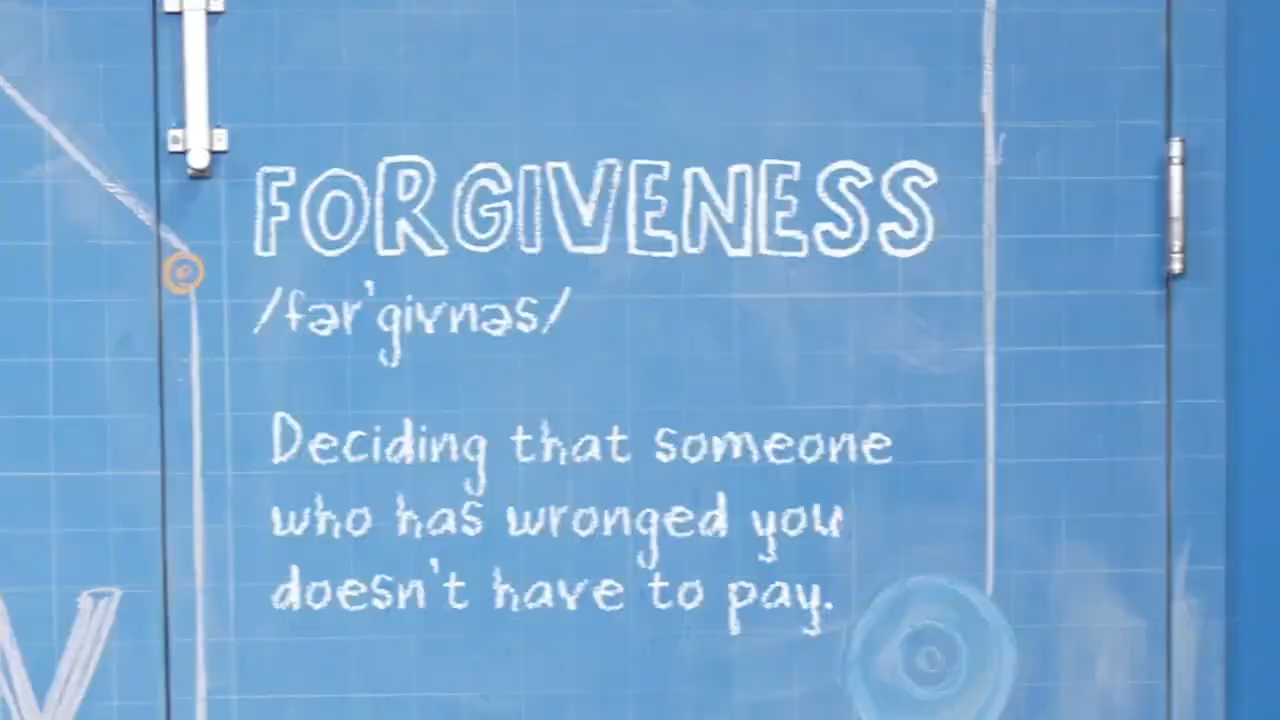 FORGIVENESS
/fər'givnəs/
Deciding that someone
who has wronged you
doesn't have to pay.